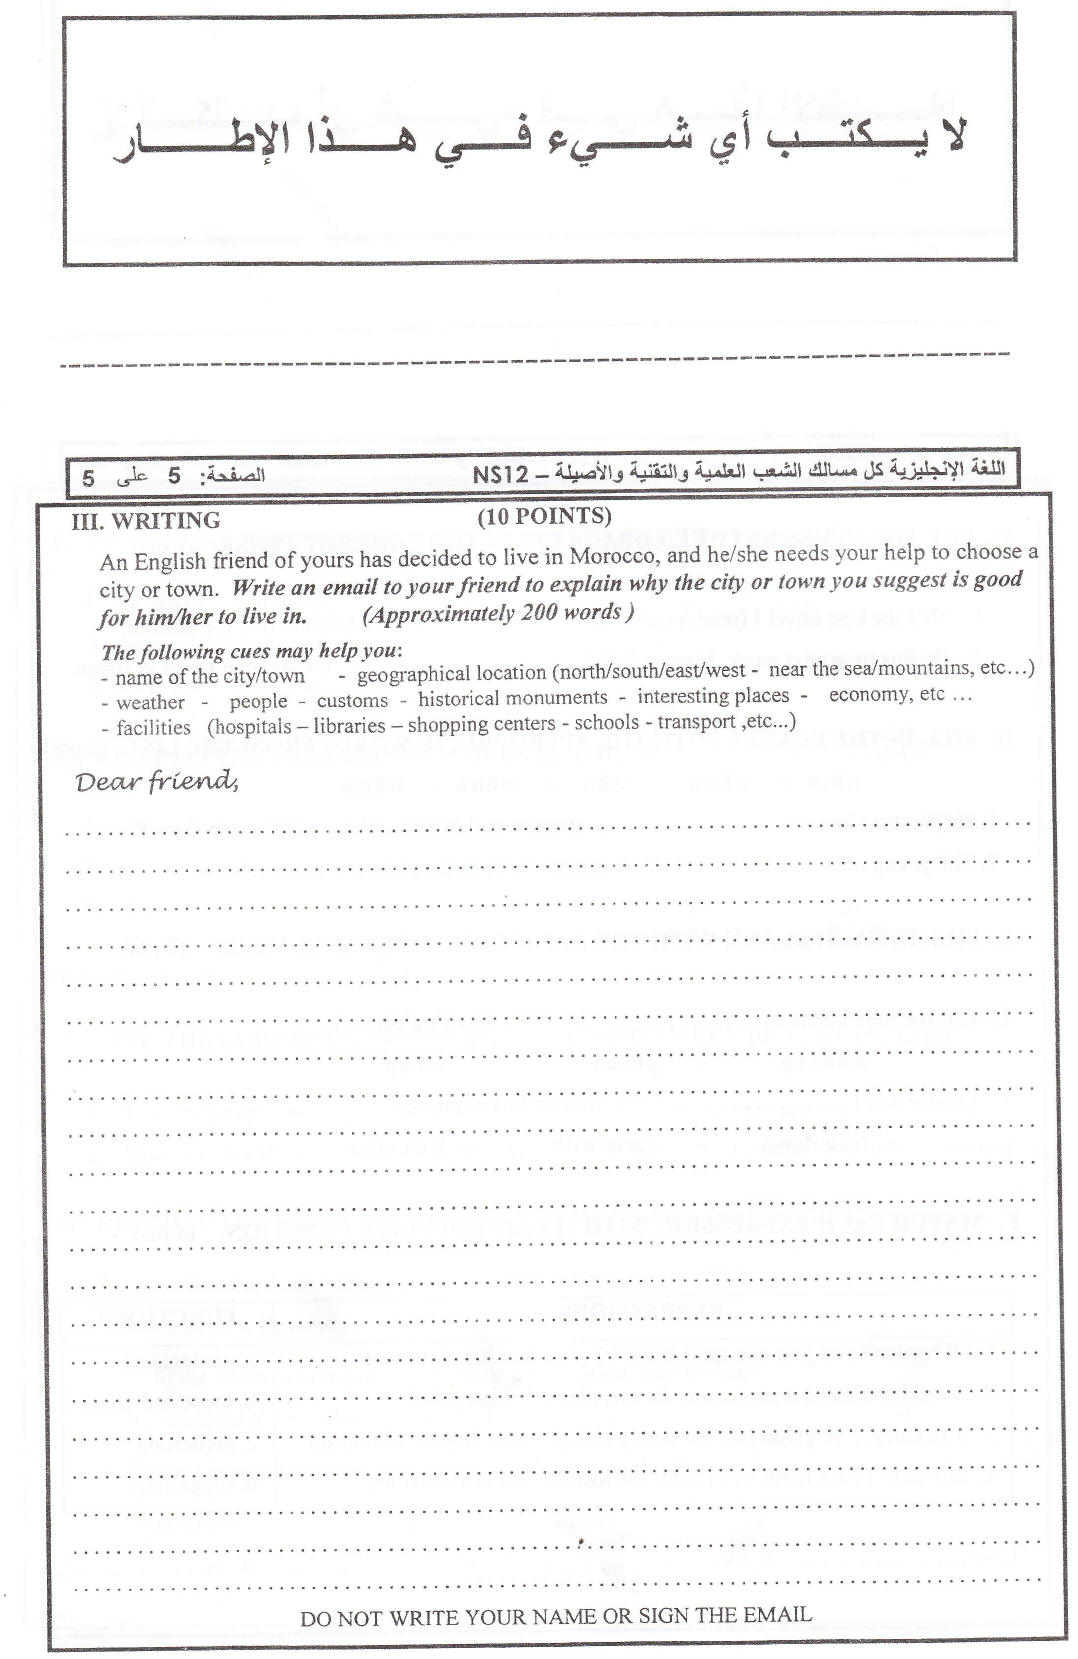 لا يكتب أي شيء في هذا الإطار
اللغة الإنجليزية كل مسالك الشعب العلمية والتقنية والأصيلة – NS12 الصفحة: 5 على 5
III. WRITING (10 POINTS)
An English friend of yours has decided to live in Morocco, and he/she needs your help to choose a
city or town. Write an email to your friend to explain why the city or town you suggest is good
for him/her to live in. (Approximately 200 words )
The following cues may help you:
- name of the city/town - geographical location (north/south/east/west - near the sea/mountains, etc...)
- weather - people - customs - historical monuments - interesting places - economy, etc ...
- facilities (hospitals – libraries – shopping centers - schools - transport ,etc...)
Dear friend,
DO NOT WRITE YOUR NAME OR SIGN THE EMAIL